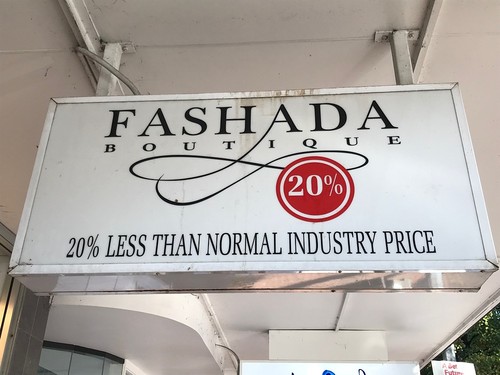 FASHADA
BOUTIQUE
20%
20% LESS THAN NORMAL INDUSTRY PRICE